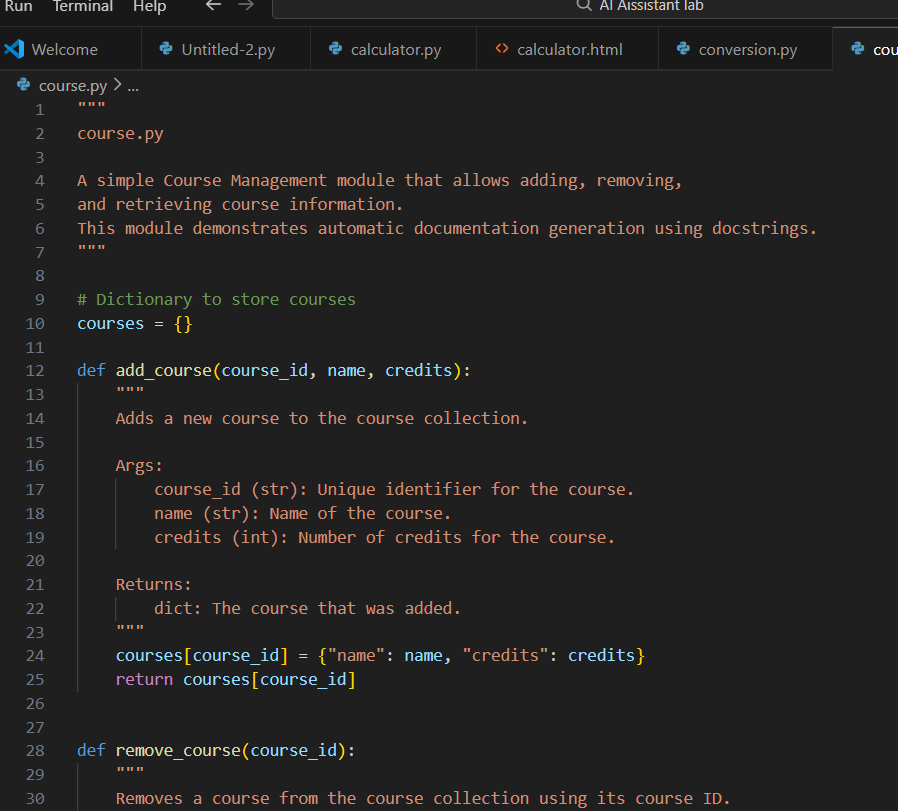 Run Terminal Help AI Aissistant lab
Welcome Untitled-2.py calculator.py calculator.html conversion.py cou
course.py > ...
1 """
2 course.py
3
4 A simple Course Management module that allows adding, removing,
5 and retrieving course information.
6 This module demonstrates automatic documentation generation using docstrings.
7 """
8
9 # Dictionary to store courses
10 courses = {}
11
12 def add_course(course_id, name, credits):
13     """
14     Adds a new course to the course collection.
15
16     Args:
17         course_id (str): Unique identifier for the course.
18         name (str): Name of the course.
19         credits (int): Number of credits for the course.
20
21     Returns:
22         dict: The course that was added.
23     """
24     courses[course_id] = {"name": name, "credits": credits}
25     return courses[course_id]
26
27
28 def remove_course(course_id):
29     """
30     Removes a course from the course collection using its course ID.